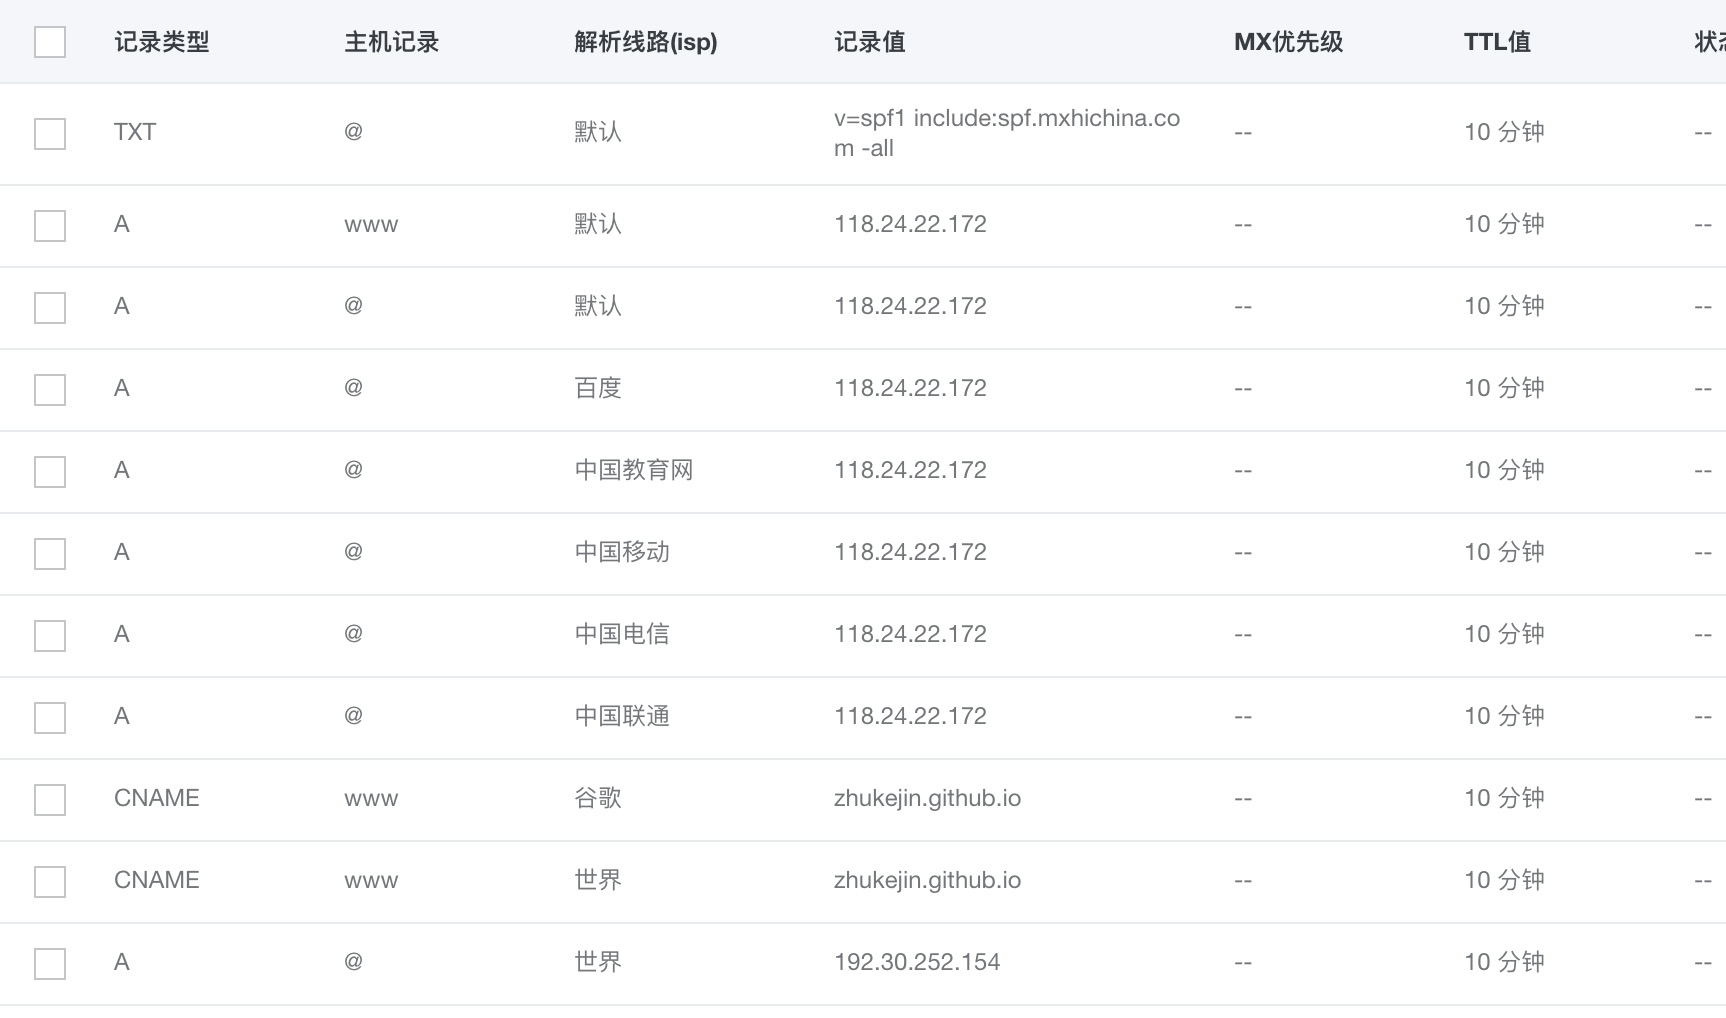 记录类型 主机记录 解析线路(isp) 记录值 MX优先级 TTL值 状态
TXT @ 默认 v=spf1 include:spf.mxhichina.co -- 10 分钟 --
m -all
A www 默认 118.24.22.172 -- 10 分钟 --
A @ 默认 118.24.22.172 -- 10 分钟 --
A @ 百度 118.24.22.172 -- 10 分钟 --
A @ 中国教育网 118.24.22.172 -- 10 分钟 --
A @ 中国移动 118.24.22.172 -- 10 分钟 --
A @ 中国电信 118.24.22.172 -- 10 分钟 --
A @ 中国联通 118.24.22.172 -- 10 分钟 --
CNAME www 谷歌 zhukejin.github.io -- 10 分钟 --
CNAME www 世界 zhukejin.github.io -- 10 分钟 --
A @ 世界 192.30.252.154 -- 10 分钟 --